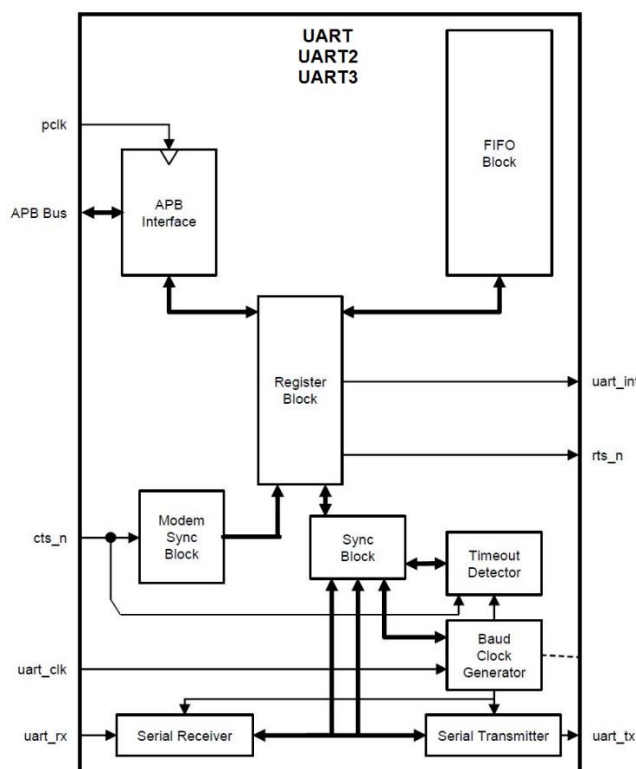 UART
UART2
UART3
pclk
FIFO
Block
APB Bus
APB
Interface
Register
Block
uart_int
rts_n
cts_n
Modem
Sync
Block
Sync
Block
Timeout
Detector
uart_clk
Baud
Clock
Generator
uart_rx
Serial Receiver
Serial Transmitter
uart_tx